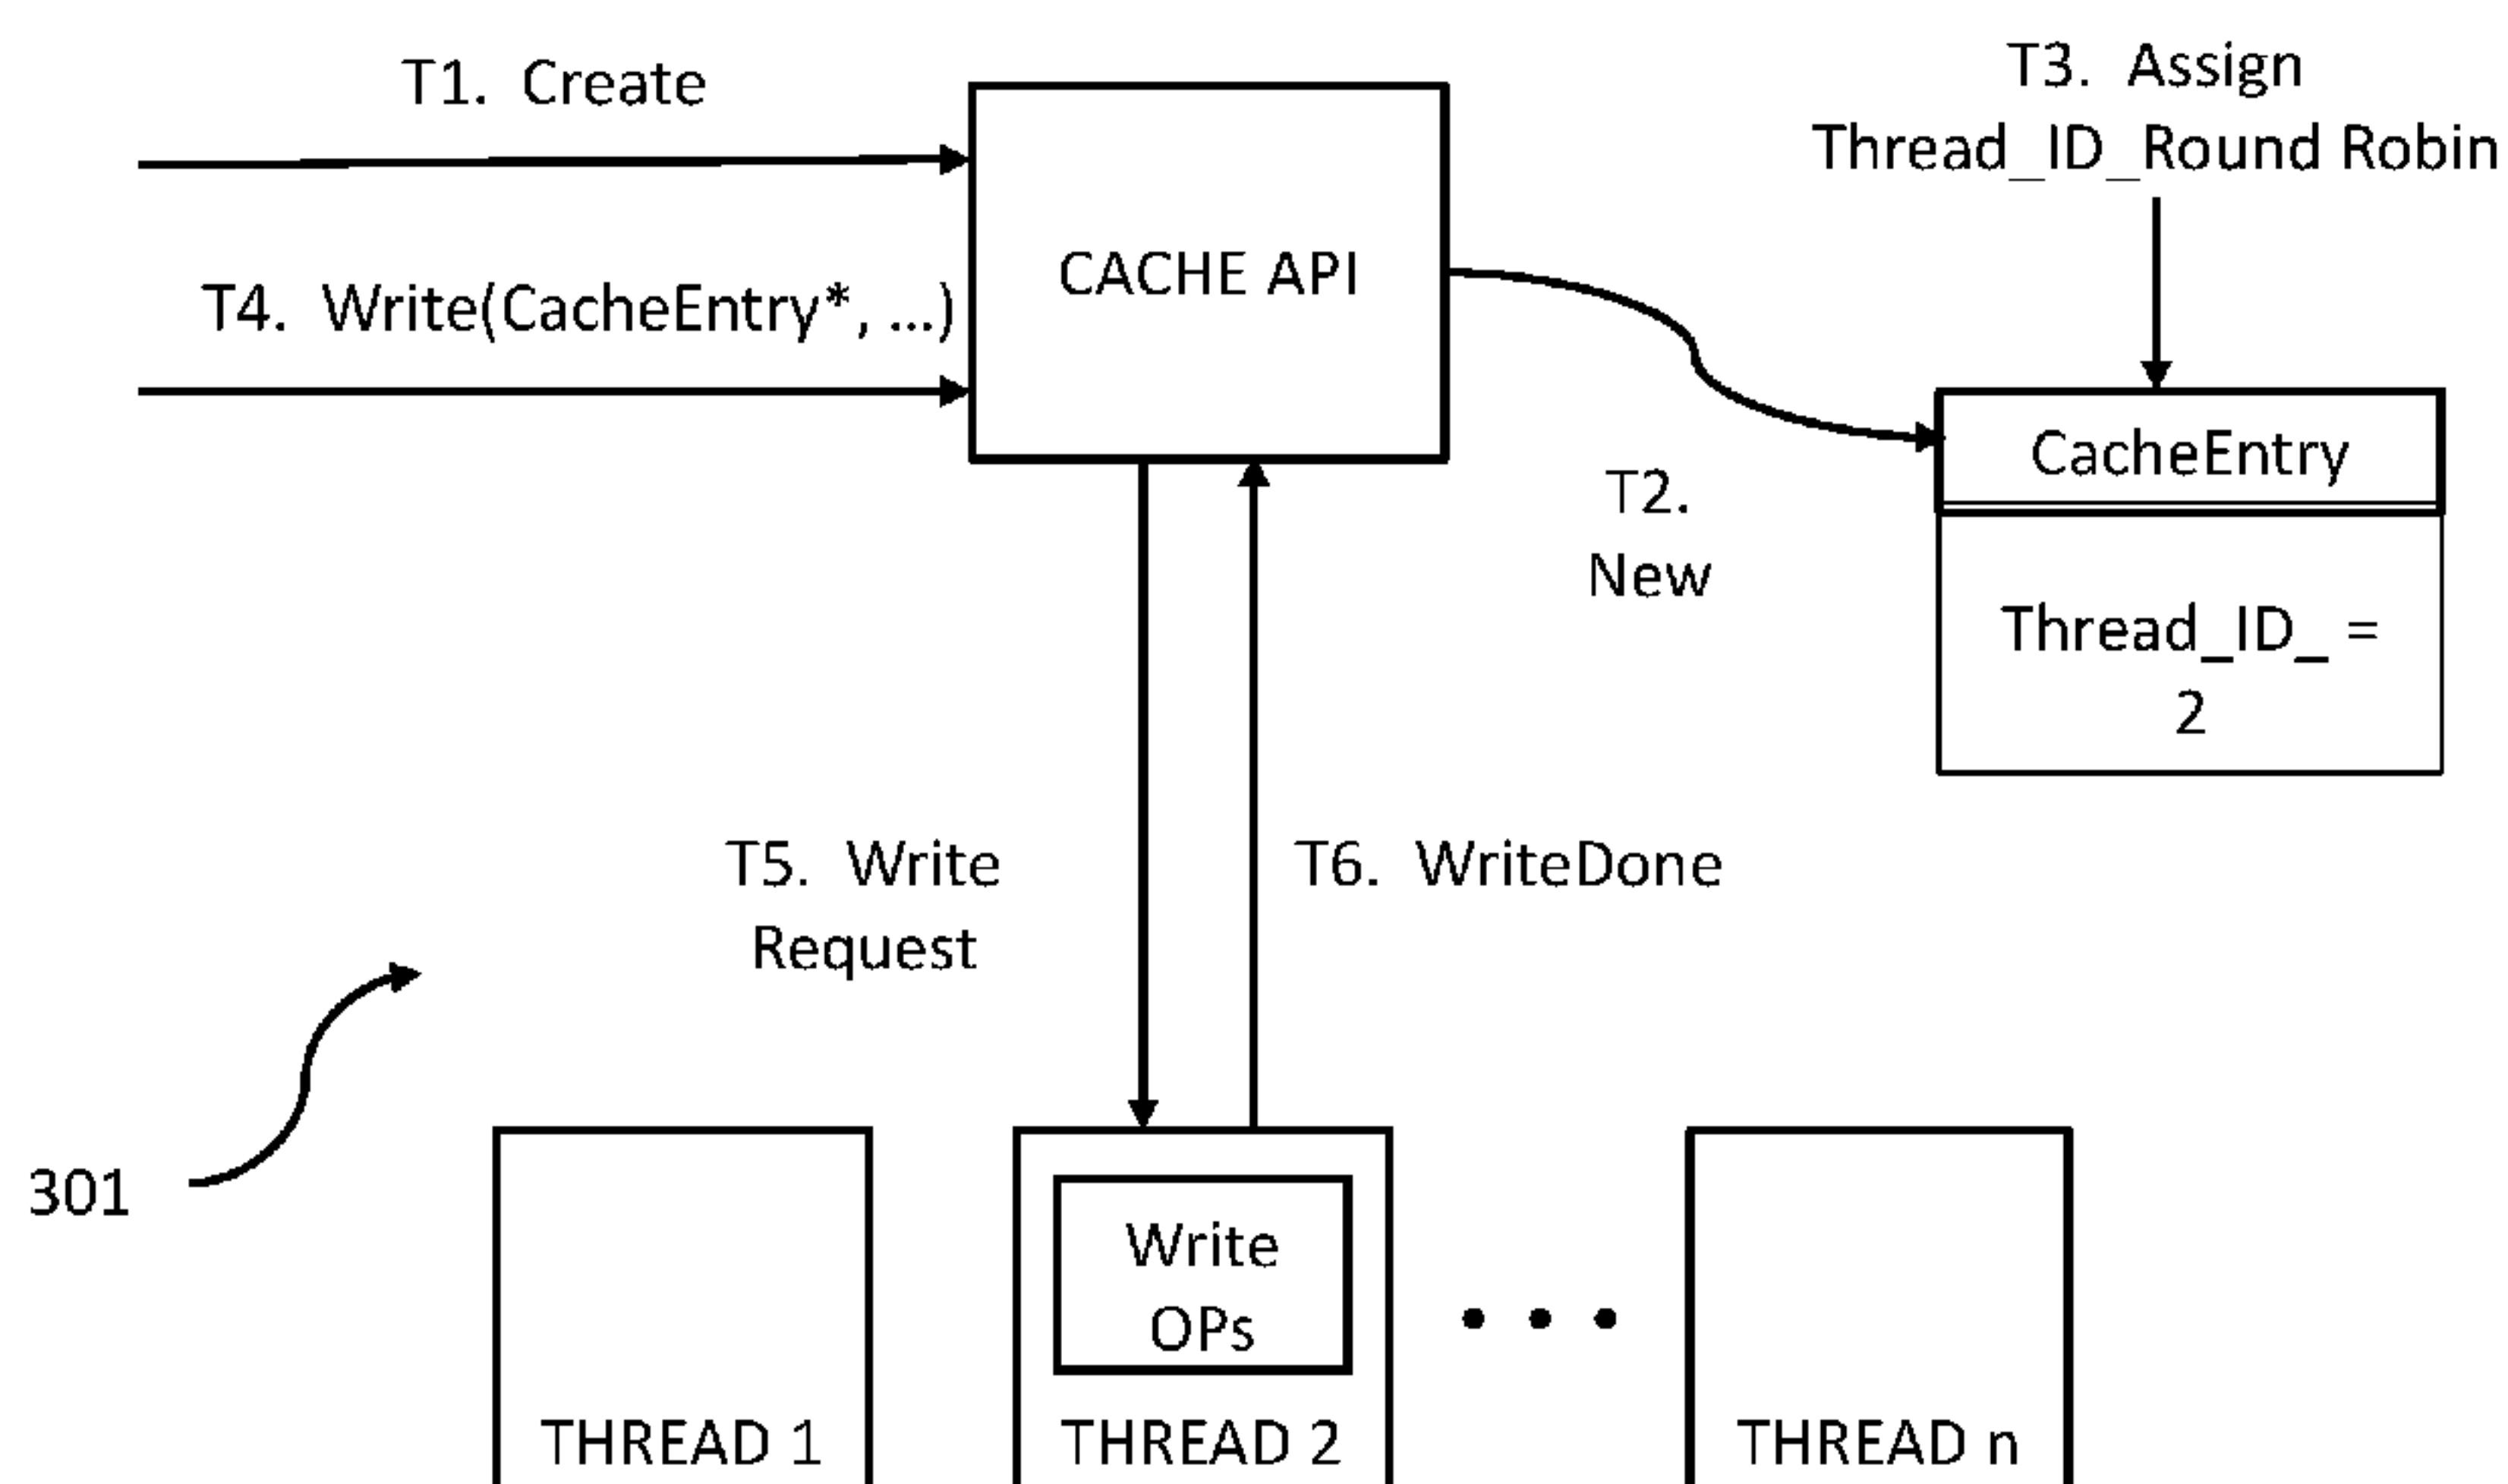 T1. Create
T3. Assign
Thread_ID_Round Robin
CACHE API
T4. Write(CacheEntry*, ...)
CacheEntry
T2.
New
Thread_ID_ =
2
T5. Write
Request
T6. WriteDone
301
Write
OPs
THREAD 1
THREAD 2
THREAD n